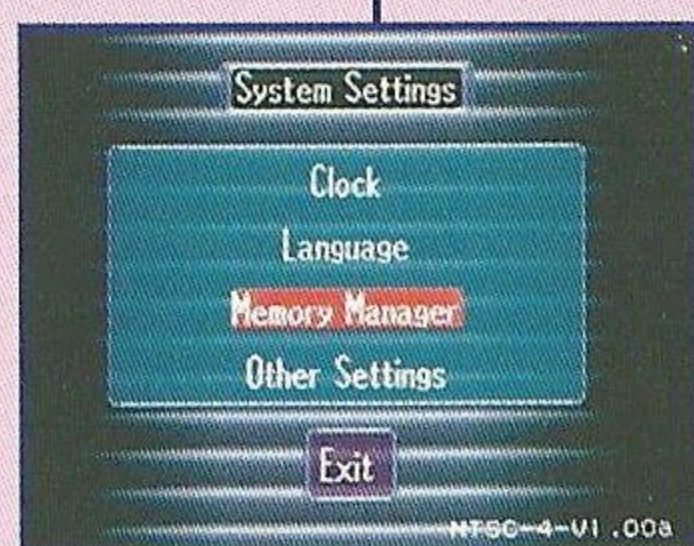 System Settings
Clock
Language
Memory Manager
Other Settings
Exit
NTSC-4-V1.00a